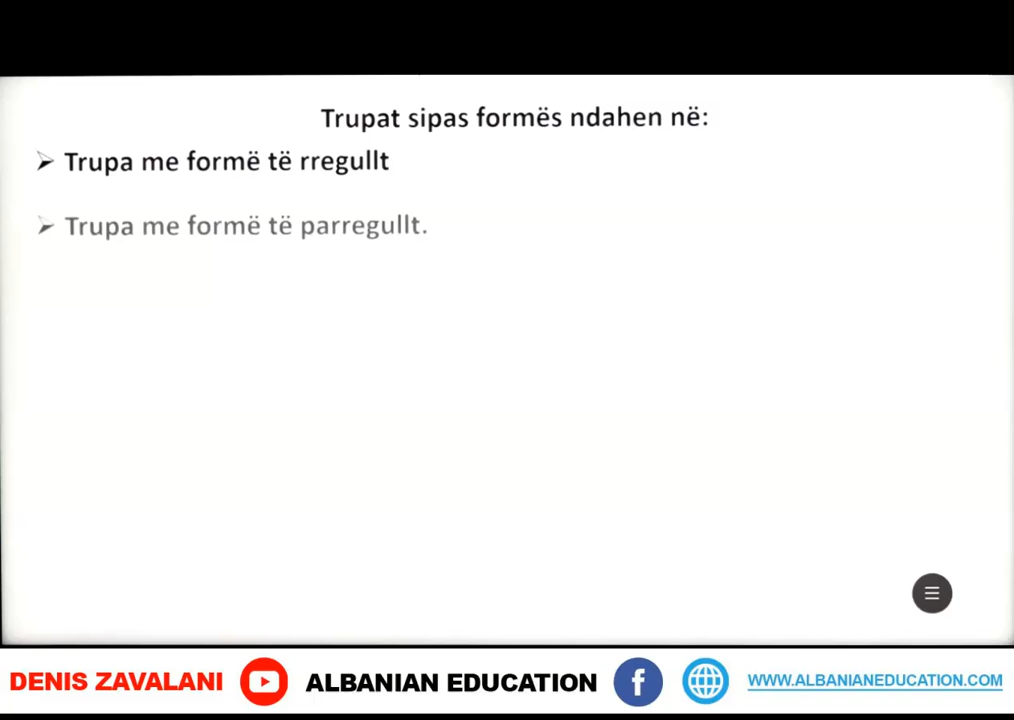 Trupat sipas formës ndahen në:
Trupa me formë të rregullt
Trupa me formë të parregullt.
DENIS ZAVALANI ALBANIAN EDUCATION WWW.ALBANIANEDUCATION.COM